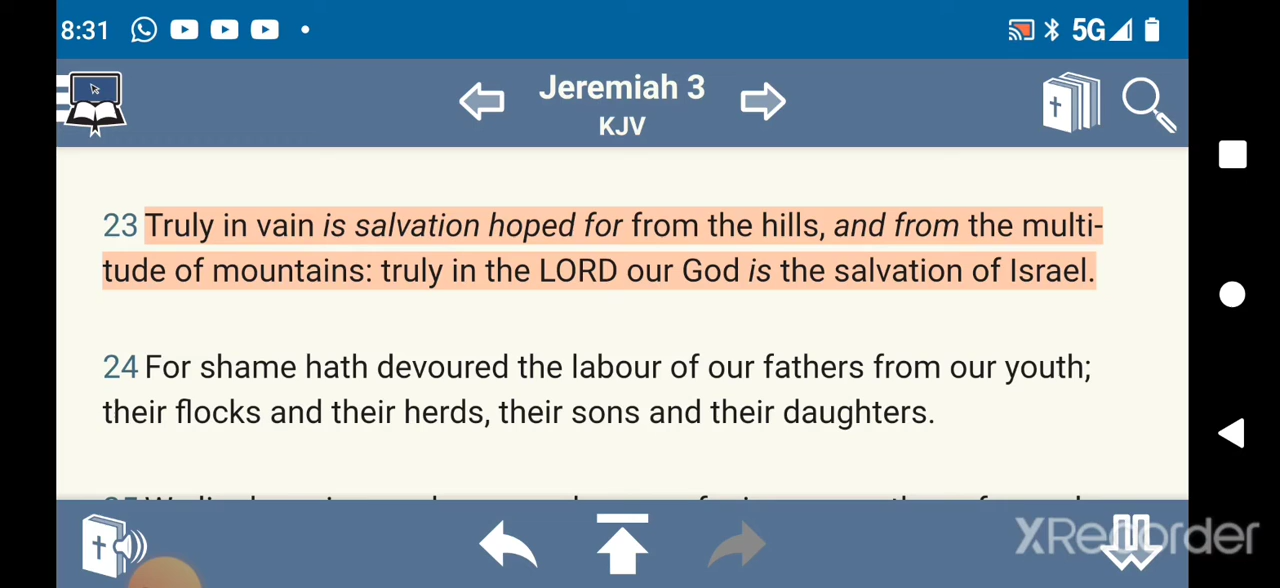 8:31 5G
Jeremiah 3
KJV
23 Truly in vain is salvation hoped for from the hills, and from the multi-
tude of mountains: truly in the LORD our God is the salvation of Israel.
24 For shame hath devoured the labour of our fathers from our youth;
their flocks and their herds, their sons and their daughters.
XRecorder